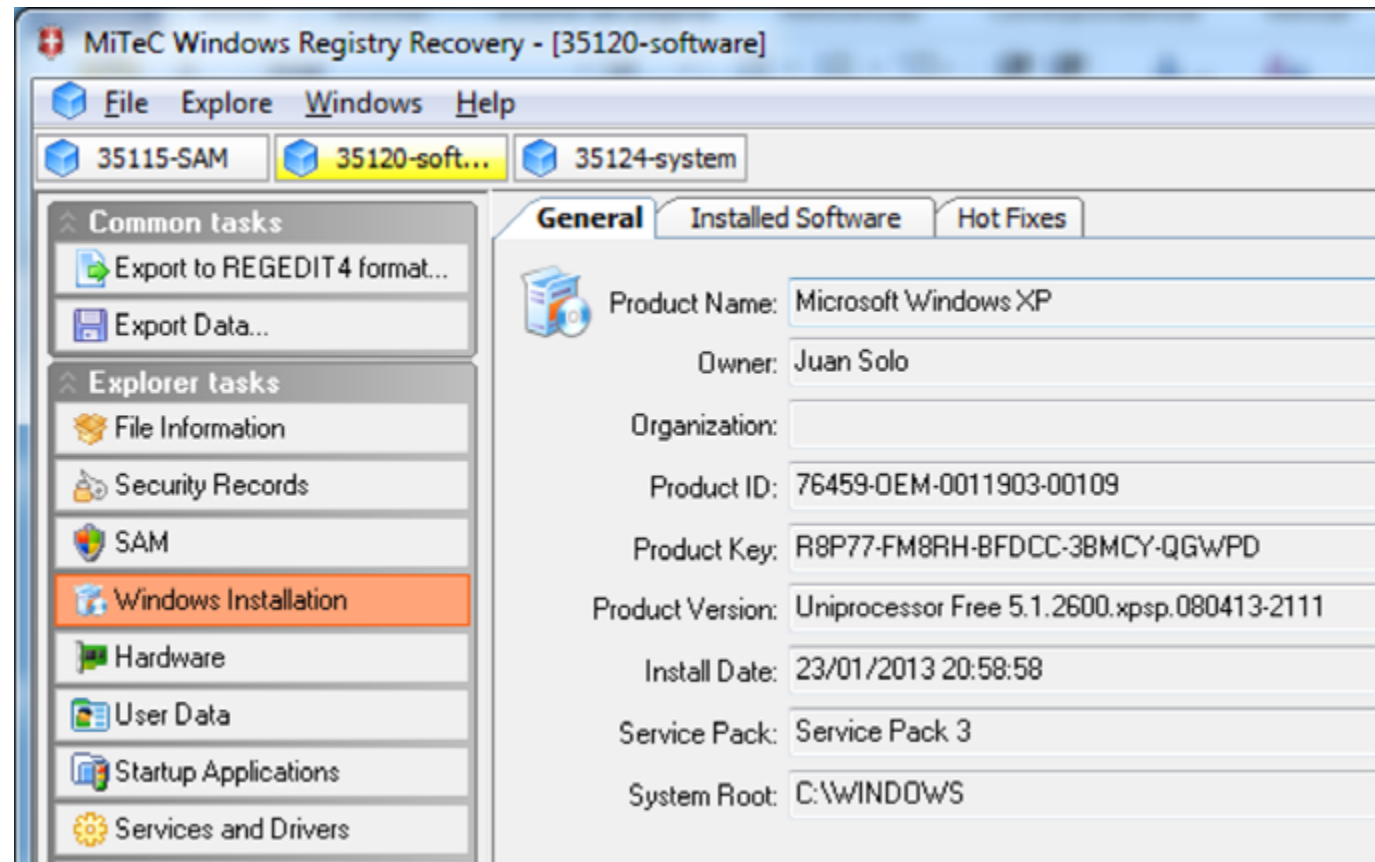 MiTeC Windows Registry Recovery - [35120-software]
File Explore Windows Help
35115-SAM 35120-soft... 35124-system
Common tasks
Export to REGEDIT4 format...
Export Data...
Explorer tasks
File Information
Security Records
SAM
Windows Installation
Hardware
User Data
Startup Applications
Services and Drivers
General Installed Software Hot Fixes
Product Name: Microsoft Windows XP
Owner: Juan Solo
Organization:
Product ID: 76459-OEM-0011903-00109
Product Key: R8P77-FM8RH-BFDCC-3BMCY-QGWPD
Product Version: Uniprocessor Free 5.1.2600.xpsp.080413-2111
Install Date: 23/01/2013 20:58:58
Service Pack: Service Pack 3
System Root: C:\WINDOWS